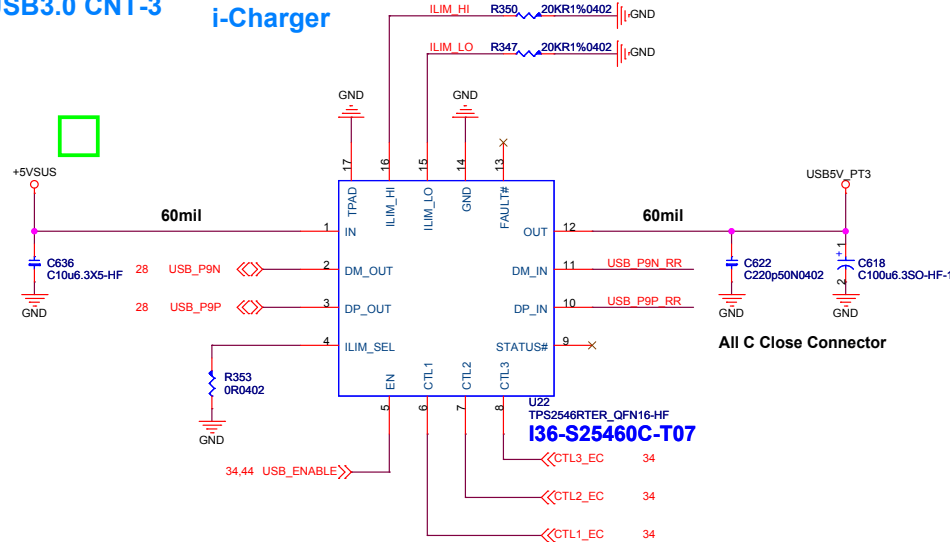 USB3.0 CNT-3
i-Charger
ILIM_HI R350 20KR1%0402 GND
ILIM_LO R347 20KR1%0402 GND
GND GND
17 16 15 14 13
TPAD ILIM_HI ILIM_LO GND FAULT#
+5VSUS
USB5V_PT3
60mil
60mil
1 IN
OUT 12
C636
C10u6.3X5-HF
GND
28 USB_P9N 2 DM_OUT
DM_IN 11 USB_P9N_RR
28 USB_P9P 3 DP_OUT
DP_IN 10 USB_P9P_RR
C622
C220p50N0402
GND
+ 1
2
C618
C100u6.3SO-HF-1
GND
All C Close Connector
4 ILIM_SEL
STATUS# 9
R353
0R0402
GND
EN CTL1 CTL2 CTL3
5 6 7 8
U22
TPS2546RTER_QFN16-HF
I36-S25460C-T07
34,44 USB_ENABLE
CTL3_EC 34
CTL2_EC 34
CTL1_EC 34